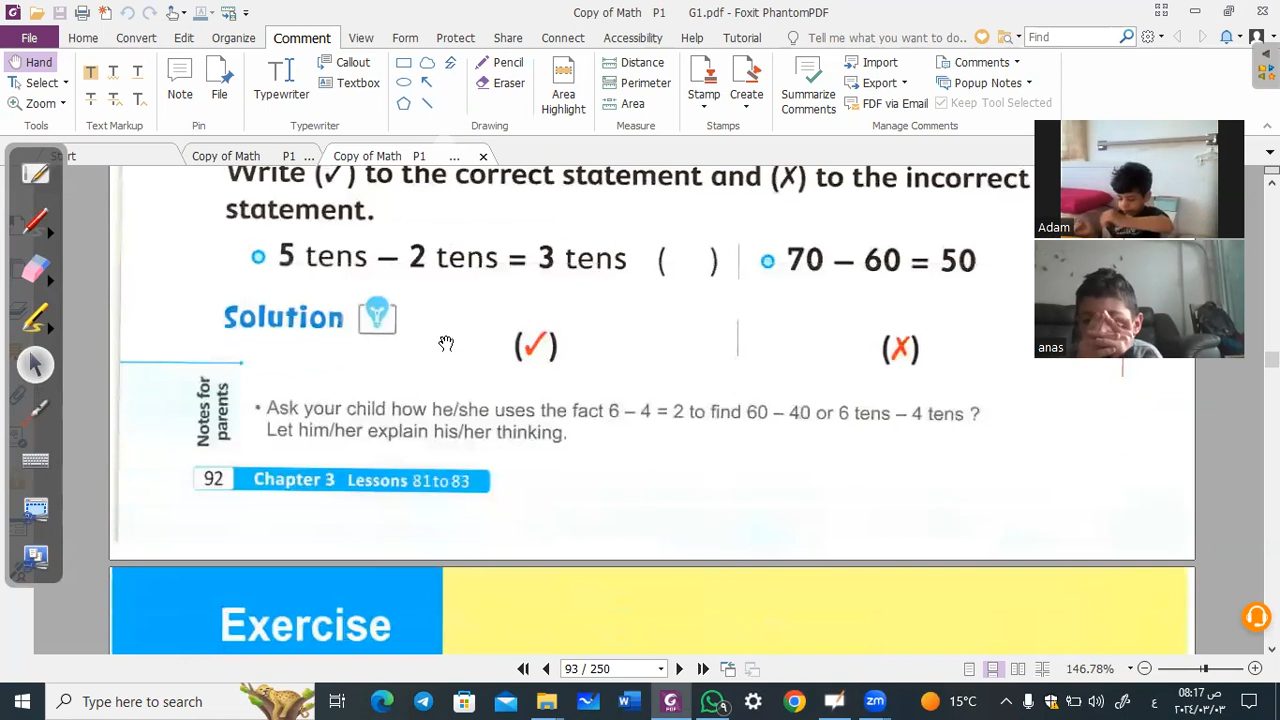 Copy of Math P1 G1.pdf - Foxit PhantomPDF
File Home Convert Edit Organize Comment View Form Protect Share Connect Accessibility Help Tutorial Tell me what you want to do.. Find
Hand Select Zoom
Tools
Text Markup
Note File
Pin
Typewriter
Callout
Textbox
Typewriter
Pencil
Eraser
Drawing
Area Highlight
Distance
Perimeter
Area
Measure
Stamp Create
Stamps
Summarize Comments
Import
Export
FDF via Email
Comments
Popup Notes
Keep Tool Selected
Manage Comments
Start Copy of Math P1 ... Copy of Math P1 ...
Write (✓) to the correct statement and (✗) to the incorrect
statement.
5 tens – 2 tens = 3 tens ( ) 70 – 60 = 50
Solution
(✓) (✗)
Notes for parents
• Ask your child how he/she uses the fact 6 – 4 = 2 to find 60 – 40 or 6 tens – 4 tens ?
Let him/her explain his/her thinking.
92 Chapter 3 Lessons 81 to 83
Exercise
Adam
anas
93 / 250
146.78%
Type here to search
15°C
ع
08:17 ص
٢٠٢٤/٠٣/٠٣